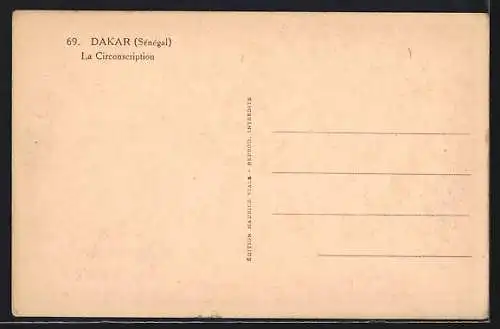 69. DAKAR (Sénégal)
La Circonscription
ÉDITION MAURICE VIALE - REPROD. INTERDITE